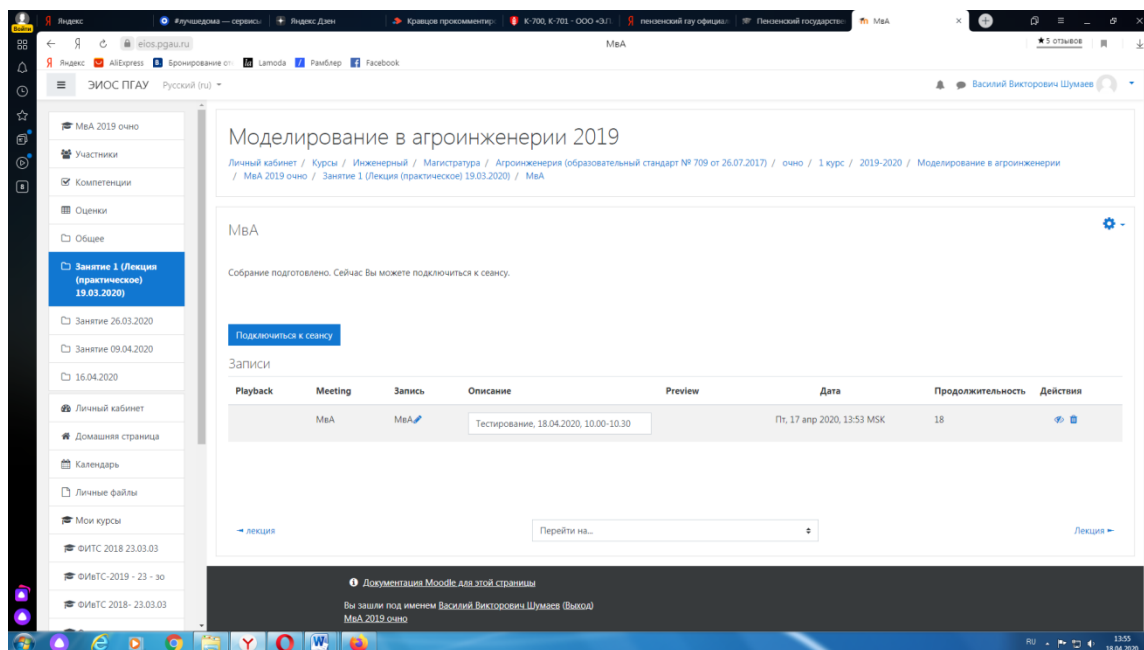 Войти
Яндекс
#лучшедома — сервисы
Яндекс.Дзен
Кравцов прокомментиро
К-700, К-701 - ООО «ЭЛ
пензенский гау официал
Пензенский государстве
МвА
eios.pgau.ru
МвА
★5 отзывов
Яндекс
AliExpress
Бронирование оте
Lamoda
Рамблер
Facebook
ЭИОС ПГАУ
Русский (ru)
Василий Викторович Шумаев
МвА 2019 очно
Участники
Компетенции
Оценки
Общее
Занятие 1 (Лекция
(практическое)
19.03.2020)
Занятие 26.03.2020
Занятие 09.04.2020
16.04.2020
Личный кабинет
Домашняя страница
Календарь
Личные файлы
Мои курсы
ФИТС 2018 23.03.03
ФИвТС-2019 - 23 - зо
ФИвТС 2018- 23.03.03
Моделирование в агроинженерии 2019
Личный кабинет / Курсы / Инженерный / Магистратура / Агроинженерия (образовательный стандарт № 709 от 26.07.2017) / очно / 1 курс / 2019-2020 / Моделирование в агроинженерии
/ МвА 2019 очно / Занятие 1 (Лекция (практическое) 19.03.2020) / МвА
МвА
Собрание подготовлено. Сейчас Вы можете подключиться к сеансу.
Подключиться к сеансу
Записи
Playback Meeting Запись Описание Preview Дата Продолжительность Действия
МвА МвА Тестирование, 18.04.2020, 10.00-10.30 Пт, 17 апр 2020, 13:53 MSK 18
◄ лекция
Перейти на...
Лекция ►
Документация Moodle для этой страницы
Вы зашли под именем Василий Викторович Шумаев (Выход)
МвА 2019 очно
RU
13:55
18.04.2020